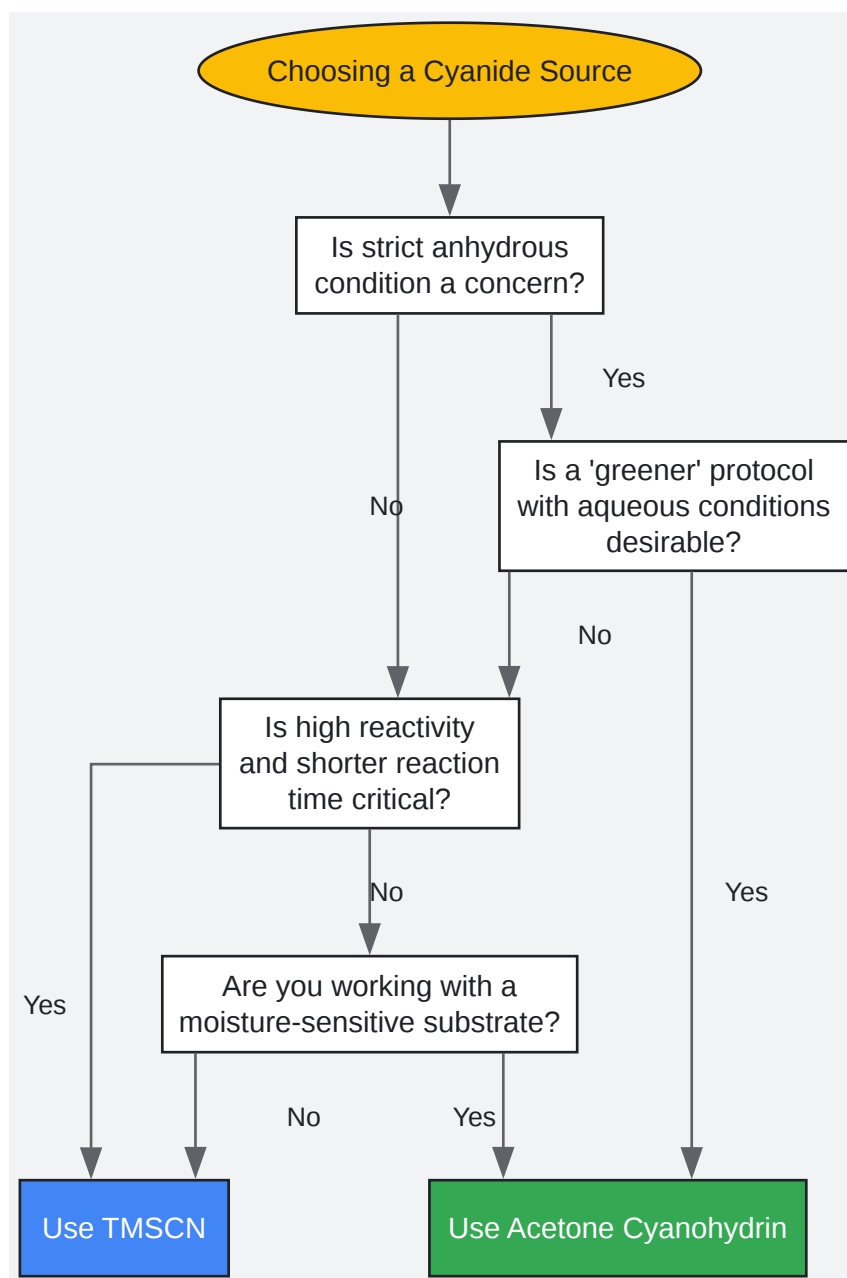 Choosing a Cyanide Source
Is strict anhydrous
condition a concern?
Yes
Is a 'greener' protocol
with aqueous conditions
desirable?
No
No
Is high reactivity
and shorter reaction
time critical?
No
Yes
Are you working with a
moisture-sensitive substrate?
Yes
No
Yes
Use TMSCN
Use Acetone Cyanohydrin